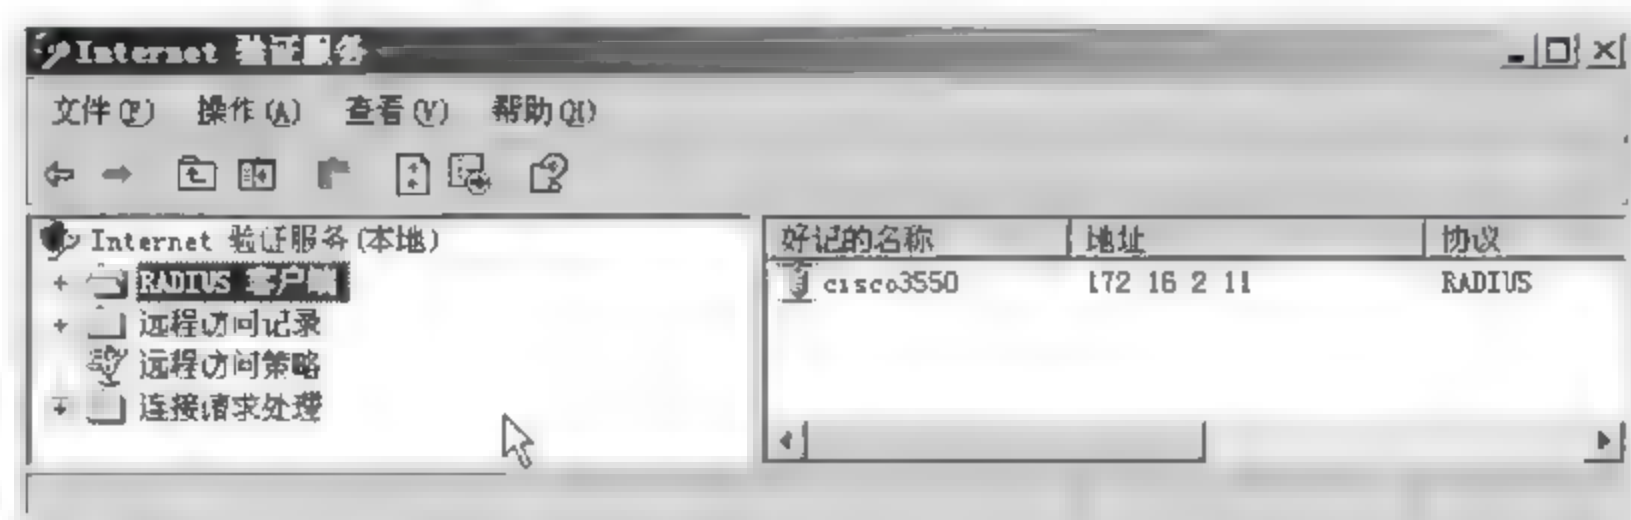 Internet 验证服务
文件(F) 操作(A) 查看(V) 帮助(H)
Internet 验证服务(本地)
RADIUS 客户端
远程访问记录
远程访问策略
连接请求处理
好记的名称 地址 协议
cisco3550 172 16 2 11 RADIUS